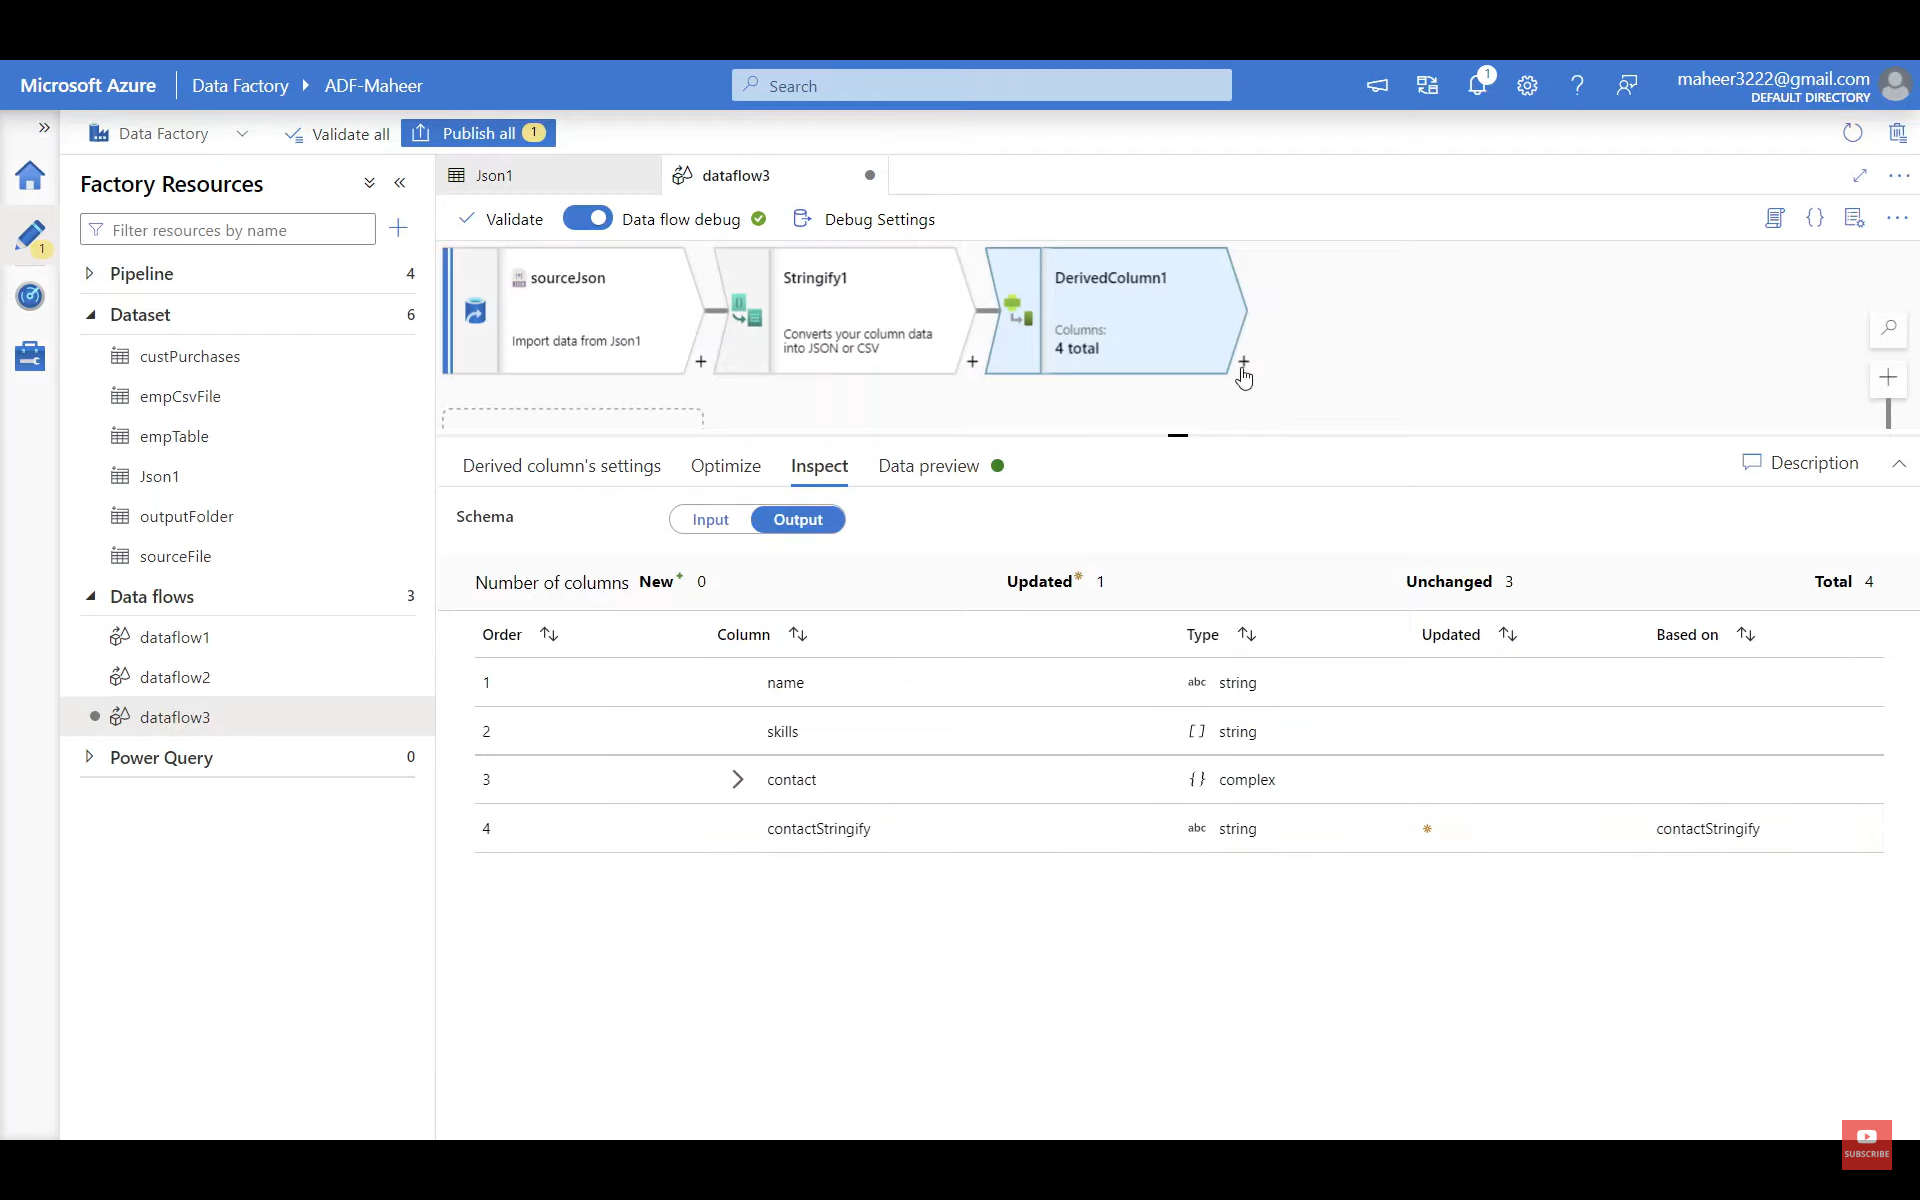 Microsoft Azure
Data Factory
ADF-Maheer
Search
1
maheer3222@gmail.com
DEFAULT DIRECTORY
Data Factory
Validate all
Publish all 1
Factory Resources
Filter resources by name
1
Pipeline 4
Dataset 6
custPurchases
empCsvFile
empTable
Json1
outputFolder
sourceFile
Data flows 3
dataflow1
dataflow2
dataflow3
Power Query 0
Json1
dataflow3
Validate
Data flow debug
Debug Settings
sourceJson
Import data from Json1
Stringify1
Converts your column data
into JSON or CSV
DerivedColumn1
Columns:
4 total
Derived column's settings
Optimize
Inspect
Data preview
Description
Schema
Input
Output
Number of columns New 0 Updated 1 Unchanged 3 Total 4
Order Column Type Updated Based on
1 name abc string
2 skills [] string
3 contact {} complex
4 contactStringify abc string * contactStringify
SUBSCRIBE